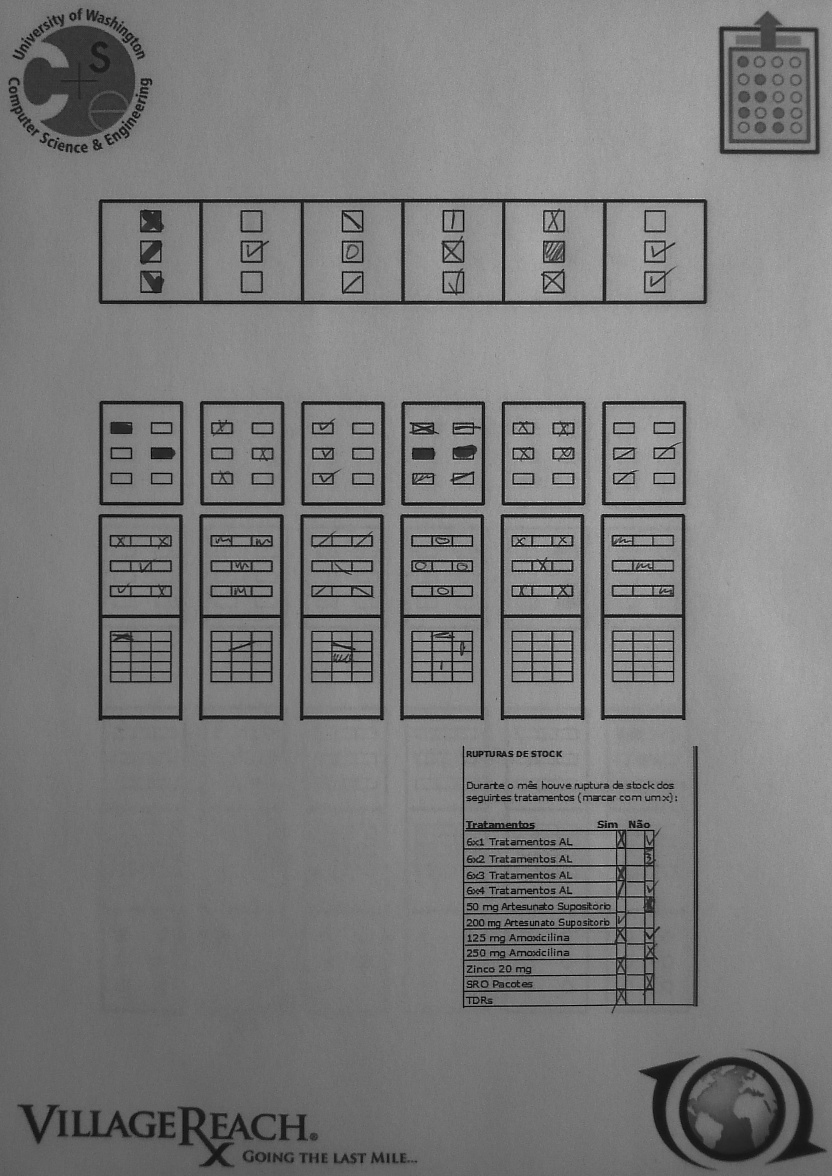 University of Washington
Computer Science & Engineering
CSe
RUPTURAS DE STOCK
Durante o mês houve ruptura de stock dos
seguintes tratamentos (marcar com um x):
Tratamentos Sim Não
6x1 Tratamentos AL
6x2 Tratamentos AL
6x3 Tratamentos AL
6x4 Tratamentos AL
50 mg Artesunato Supositorio
200 mg Artesunato Supositorio
125 mg Amoxicilina
250 mg Amoxicilina
Zinco 20 mg
SRO Pacotes
TDRs
VILLAGEREACH®
GOING THE LAST MILE...